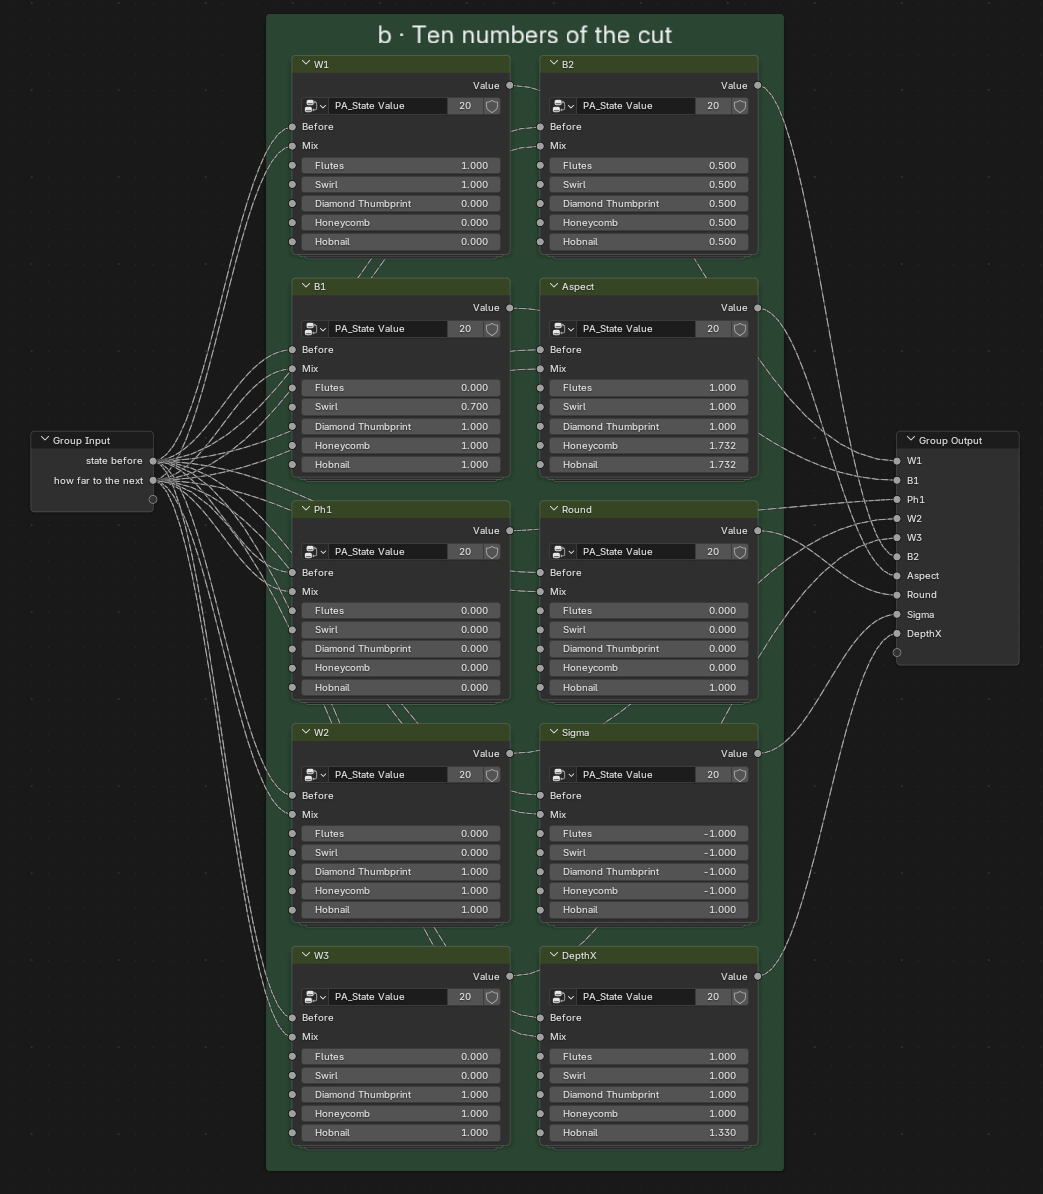 b · Ten numbers of the cut
Group Input
state before
how far to the next
W1
Value
PA_State Value 20
Before
Mix
Flutes 1.000
Swirl 1.000
Diamond Thumbprint 0.000
Honeycomb 0.000
Hobnail 0.000
B1
Value
PA_State Value 20
Before
Mix
Flutes 0.000
Swirl 0.700
Diamond Thumbprint 1.000
Honeycomb 1.000
Hobnail 1.000
Ph1
Value
PA_State Value 20
Before
Mix
Flutes 0.000
Swirl 0.000
Diamond Thumbprint 0.000
Honeycomb 0.000
Hobnail 0.000
W2
Value
PA_State Value 20
Before
Mix
Flutes 0.000
Swirl 0.000
Diamond Thumbprint 1.000
Honeycomb 1.000
Hobnail 1.000
W3
Value
PA_State Value 20
Before
Mix
Flutes 0.000
Swirl 0.000
Diamond Thumbprint 1.000
Honeycomb 1.000
Hobnail 1.000
B2
Value
PA_State Value 20
Before
Mix
Flutes 0.500
Swirl 0.500
Diamond Thumbprint 0.500
Honeycomb 0.500
Hobnail 0.500
Aspect
Value
PA_State Value 20
Before
Mix
Flutes 1.000
Swirl 1.000
Diamond Thumbprint 1.000
Honeycomb 1.732
Hobnail 1.732
Round
Value
PA_State Value 20
Before
Mix
Flutes 0.000
Swirl 0.000
Diamond Thumbprint 0.000
Honeycomb 0.000
Hobnail 1.000
Sigma
Value
PA_State Value 20
Before
Mix
Flutes -1.000
Swirl -1.000
Diamond Thumbprint -1.000
Honeycomb -1.000
Hobnail 1.000
DepthX
Value
PA_State Value 20
Before
Mix
Flutes 1.000
Swirl 1.000
Diamond Thumbprint 1.000
Honeycomb 1.000
Hobnail 1.330
Group Output
W1
B1
Ph1
W2
W3
B2
Aspect
Round
Sigma
DepthX